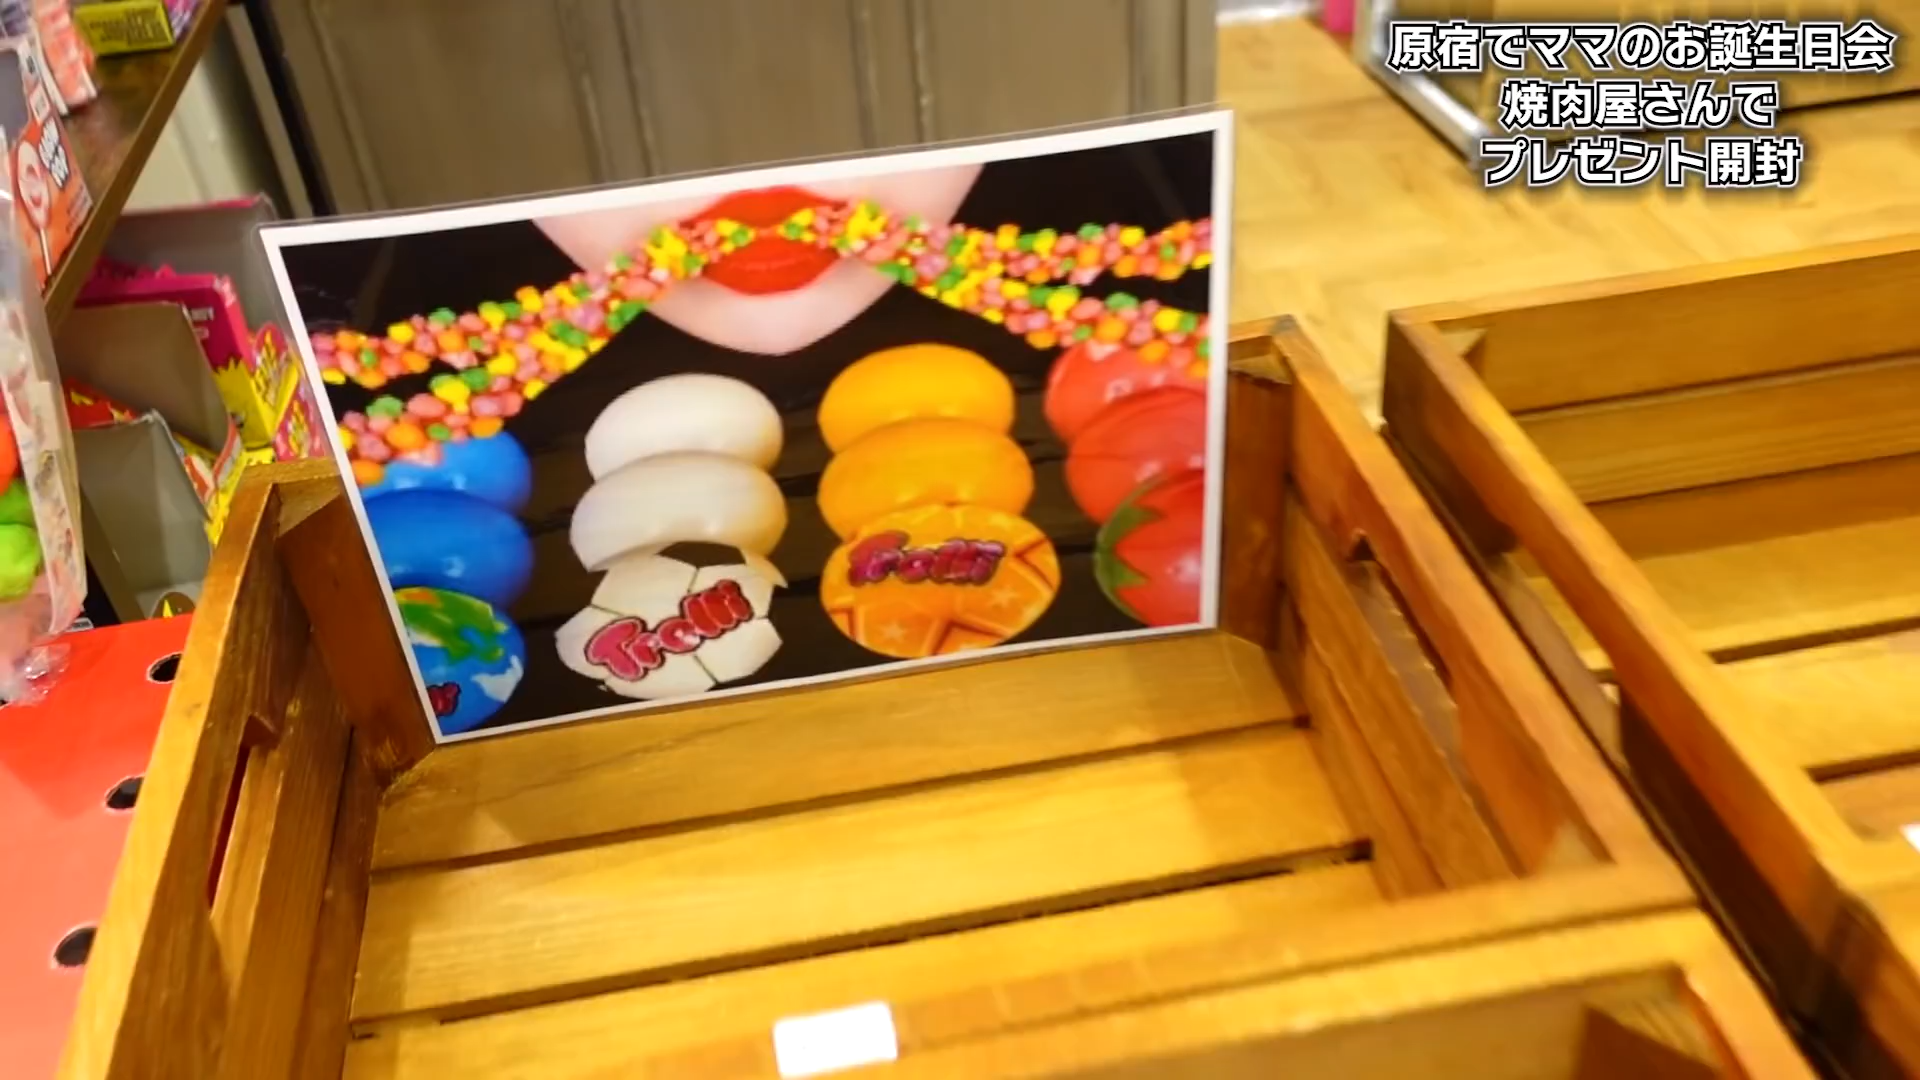 原宿でママのお誕生日会
焼肉屋さんで
プレゼント開封
Trolli
Trolli